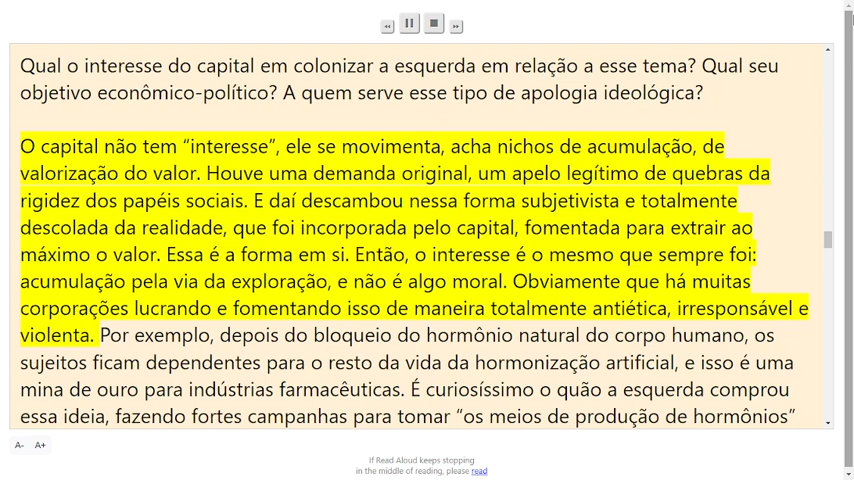 Qual o interesse do capital em colonizar a esquerda em relação a esse tema? Qual seu
objetivo econômico-político? A quem serve esse tipo de apologia ideológica?
O capital não tem “interesse”, ele se movimenta, acha nichos de acumulação, de
valorização do valor. Houve uma demanda original, um apelo legítimo de quebras da
rigidez dos papéis sociais. E daí descambou nessa forma subjetivista e totalmente
descolada da realidade, que foi incorporada pelo capital, fomentada para extrair ao
máximo o valor. Essa é a forma em si. Então, o interesse é o mesmo que sempre foi:
acumulação pela via da exploração, e não é algo moral. Obviamente que há muitas
corporações lucrando e fomentando isso de maneira totalmente antiética, irresponsável e
violenta. Por exemplo, depois do bloqueio do hormônio natural do corpo humano, os
sujeitos ficam dependentes para o resto da vida da hormonização artificial, e isso é uma
mina de ouro para indústrias farmacêuticas. É curiosíssimo o quão a esquerda comprou
essa ideia, fazendo fortes campanhas para tomar “os meios de produção de hormônios”
A- A+
If Read Aloud keeps stopping
in the middle of reading, please read